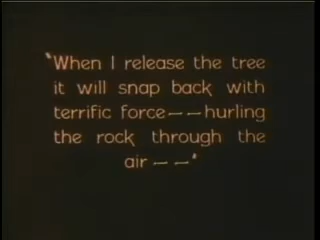 "When I release the tree
it will snap back with
terrific force——hurling
the rock through the
air——"